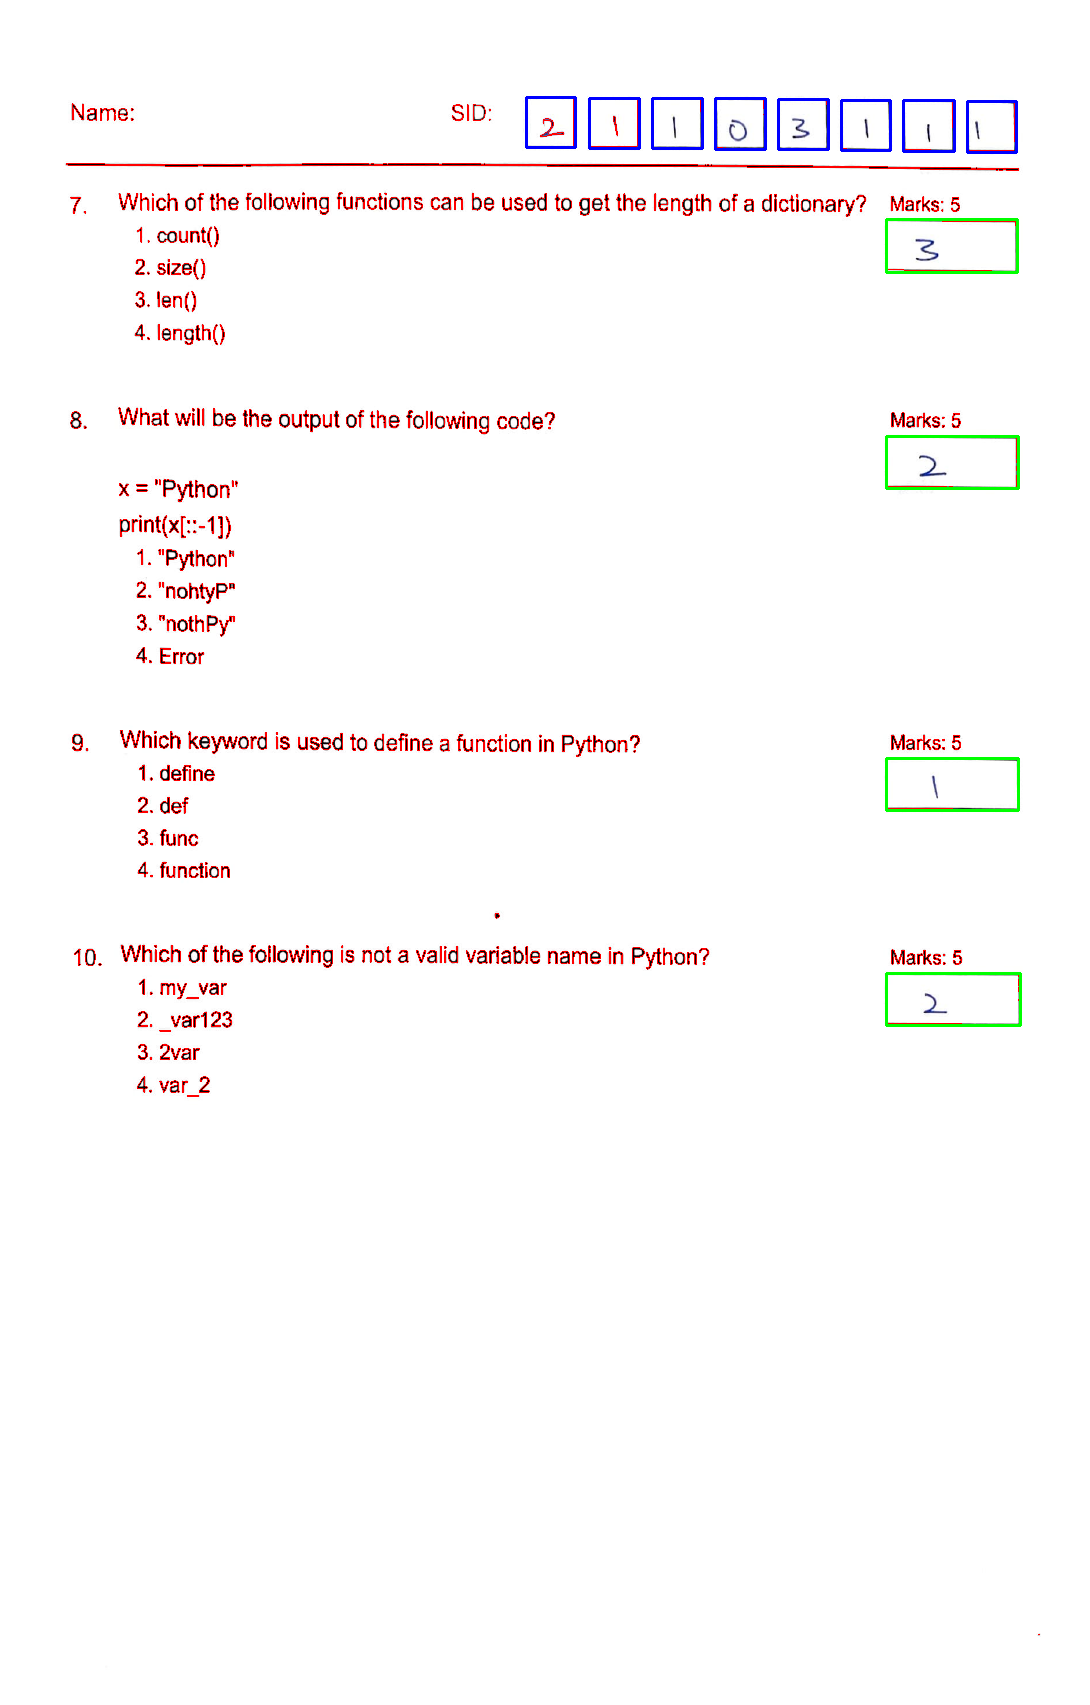 Name: SID: 2 1 1 0 3 1 1 1
7. Which of the following functions can be used to get the length of a dictionary? Marks: 5
1. count() 3
2. size()
3. len()
4. length()
8. What will be the output of the following code? Marks: 5
2
x = "Python"
print(x[::-1])
1. "Python"
2. "nohtyP"
3. "nothPy"
4. Error
9. Which keyword is used to define a function in Python? Marks: 5
1. define 1
2. def
3. func
4. function
10. Which of the following is not a valid variable name in Python? Marks: 5
1. my_var 2
2. _var123
3. 2var
4. var_2